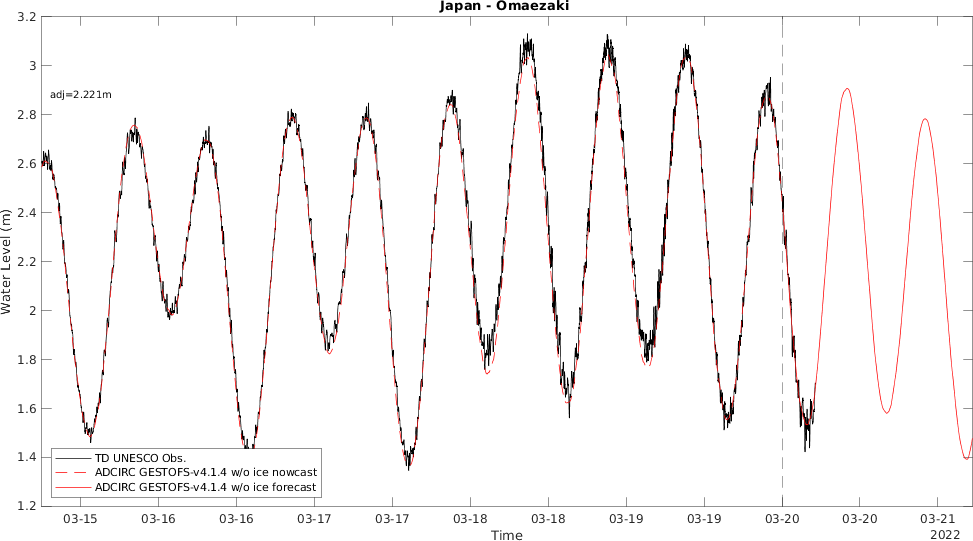 Japan - Omaezaki
3.2
3
2.8
2.6
2.4
2.2
2
1.8
1.6
1.4
1.2
Water Level (m)
adj=2.221m
TD UNESCO Obs.
ADCIRC GESTOFS-v4.1.4 w/o ice nowcast
ADCIRC GESTOFS-v4.1.4 w/o ice forecast
03-15 03-16 03-16 03-17 03-17 03-18 03-18 03-19 03-19 03-20 03-20 03-21
Time
2022